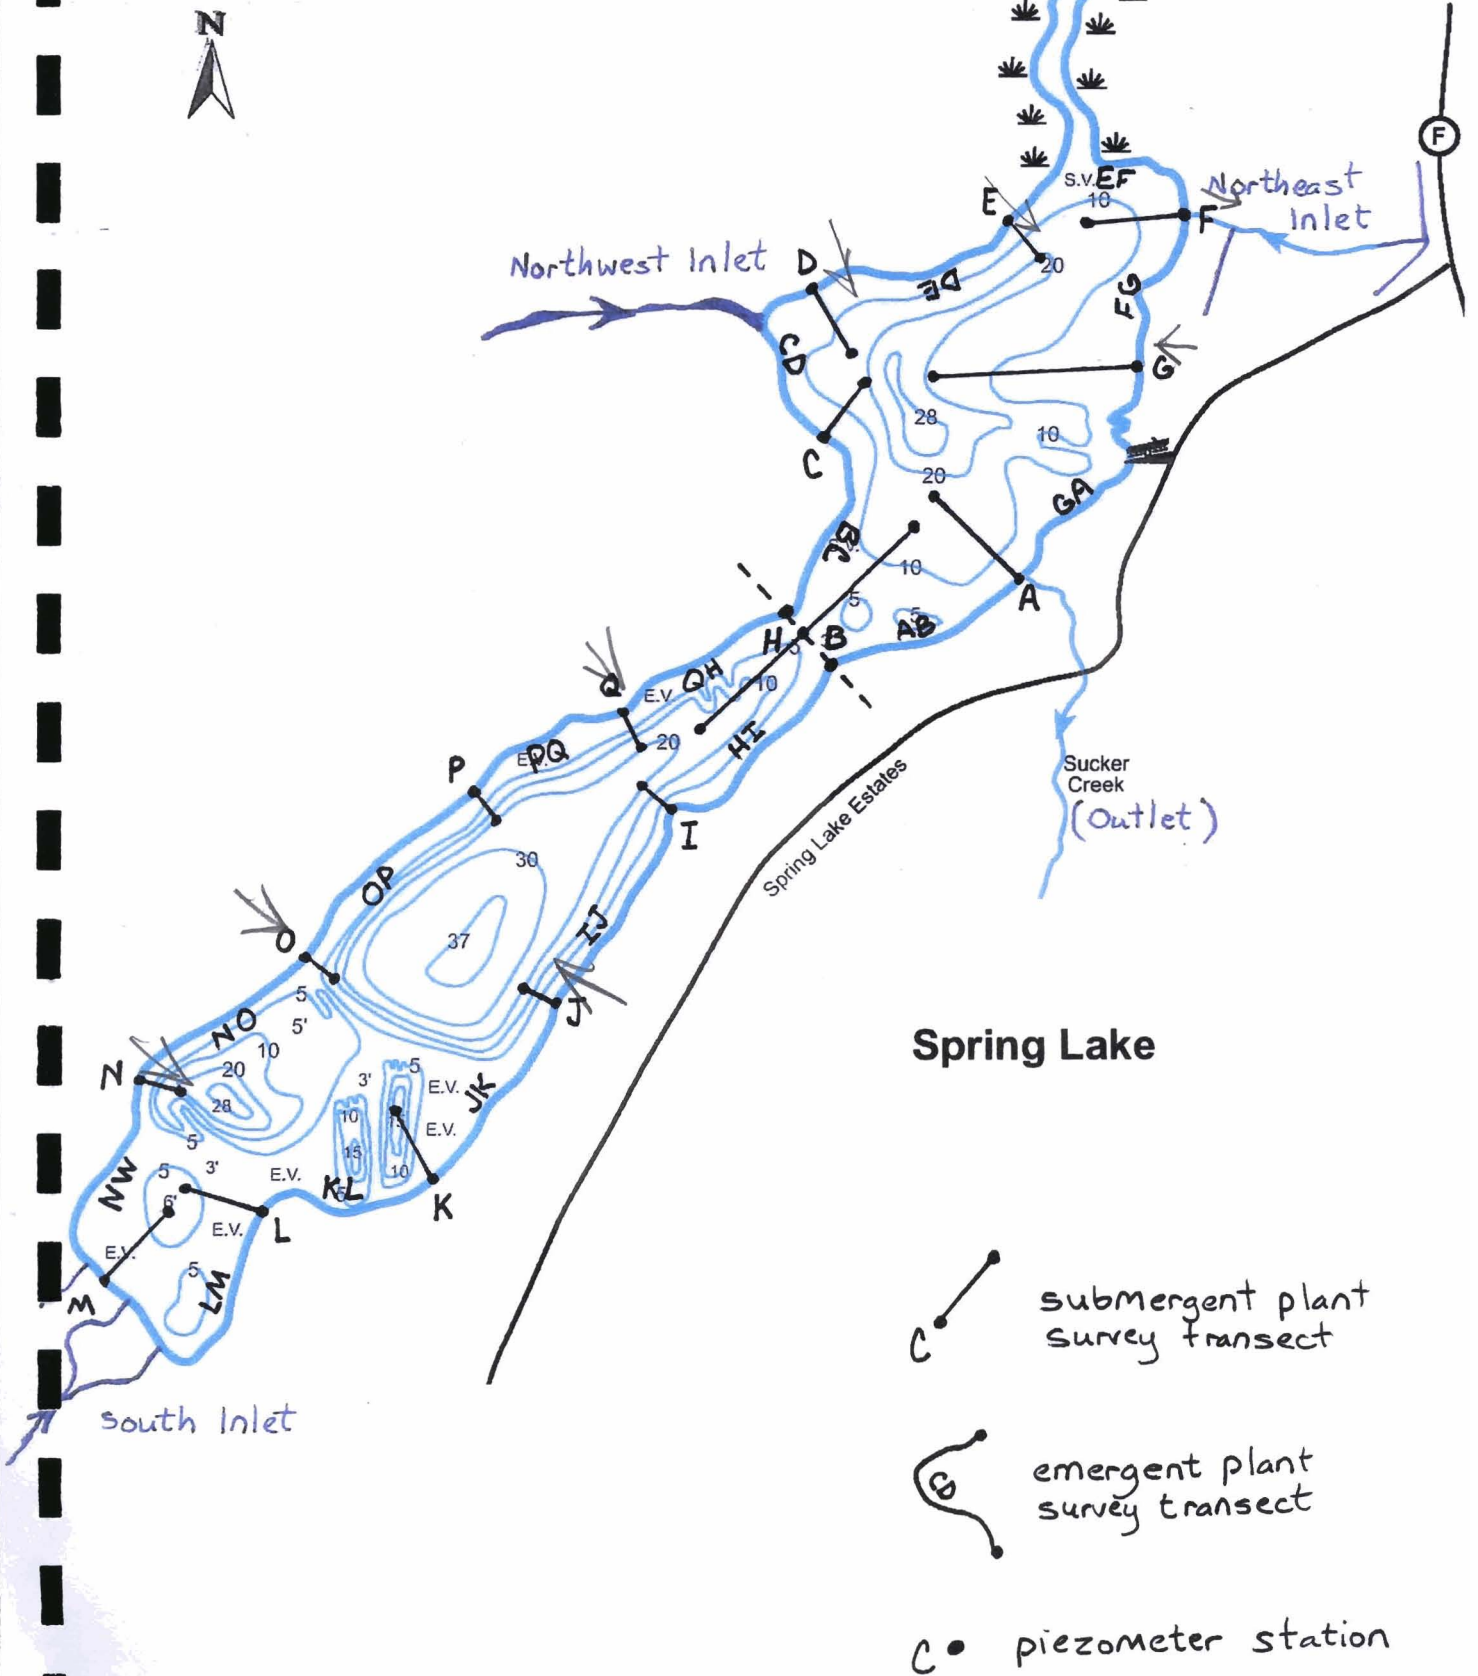 N
F
S.V. EF
10
Northeast
Inlet
E
F
Northwest Inlet
D
20
DE
FG
CD
G
28
10
C
20
GA
BC
10
A
5
5
AB
H
B
QH
10
Q
E.V.
20
HI
P
PQ
Sucker
Creek
(Outlet)
I
Spring Lake Estates
30
OP
37
IJ
O
5
J
5'
NO
Spring Lake
10
N
20
28
3'
5
E.V.
JK
10
E.V.
5
15
10
5
3'
E.V.
NW
KL
K
6'
E.V.
L
E.V.
5
LM
M
South Inlet
submergent plant
survey transect
C
emergent plant
survey transect
C • piezometer station